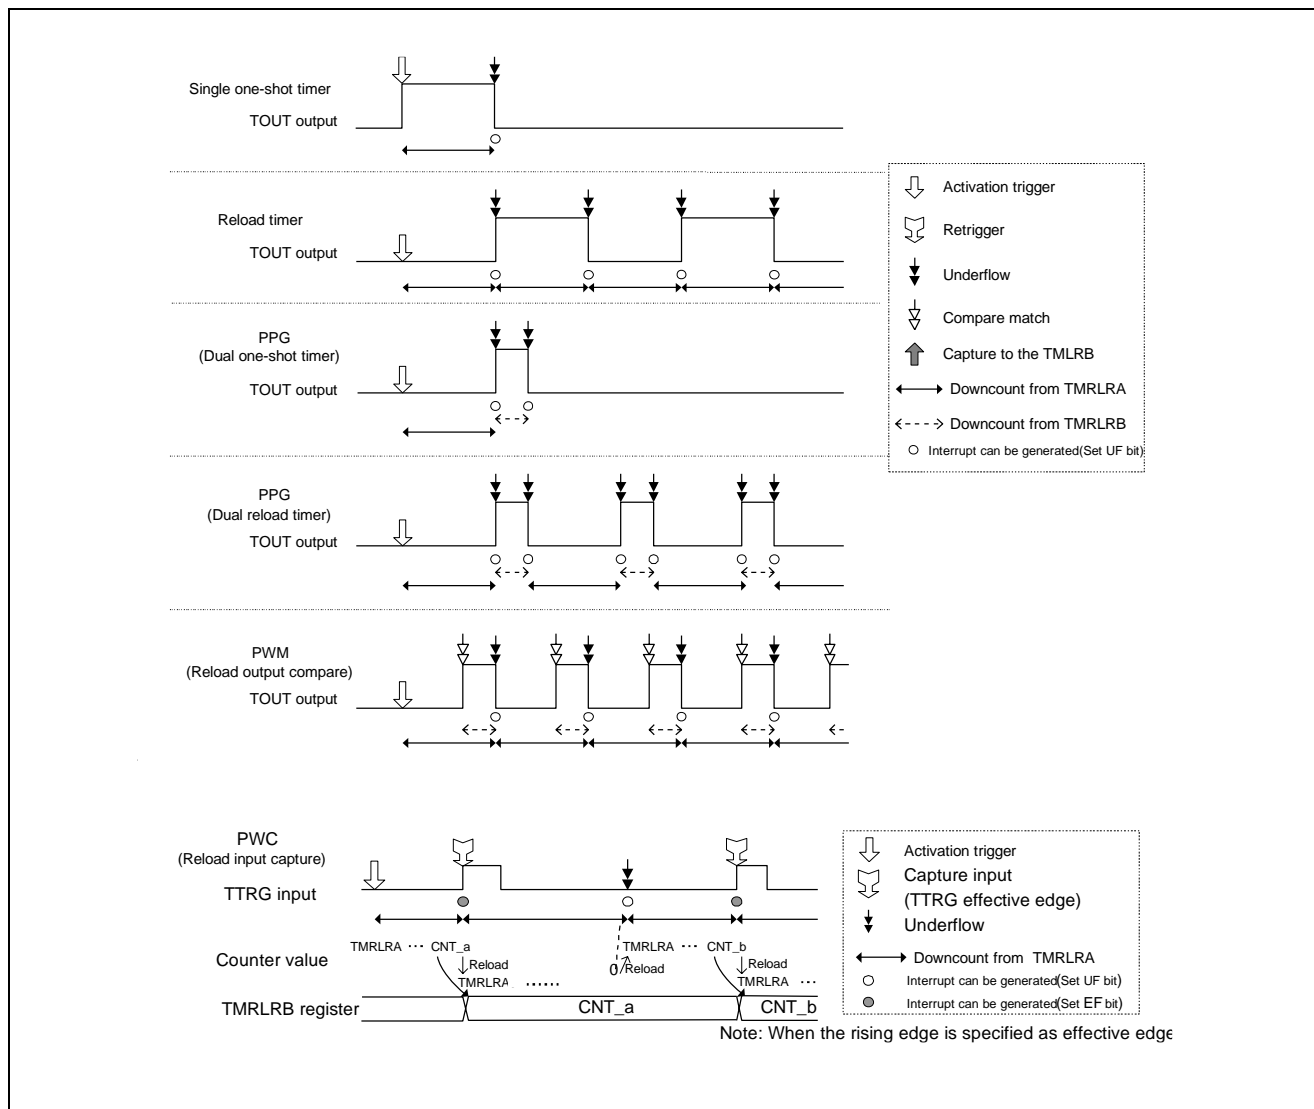 Single one-shot timer
TOUT output
Reload timer
TOUT output
PPG
(Dual one-shot timer)
TOUT output
PPG
(Dual reload timer)
TOUT output
PWM
(Reload output compare)
TOUT output
Activation trigger
Retrigger
Underflow
Compare match
Capture to the TMLRB
Downcount from TMRLRA
Downcount from TMRLRB
Interrupt can be generated(Set UF bit)
PWC
(Reload input capture)
TTRG input
TMRLRA ··· CNT_a TMRLRA ··· CNT_b
Counter value
Reload 0 Reload Reload
TMRLRA ...... TMRLRA ···
TMRLRB register CNT_a CNT_b
Activation trigger
Capture input
(TTRG effective edge)
Underflow
Downcount from TMRLRA
Interrupt can be generated(Set UF bit)
Interrupt can be generated(Set EF bit)
Note: When the rising edge is specified as effective edge